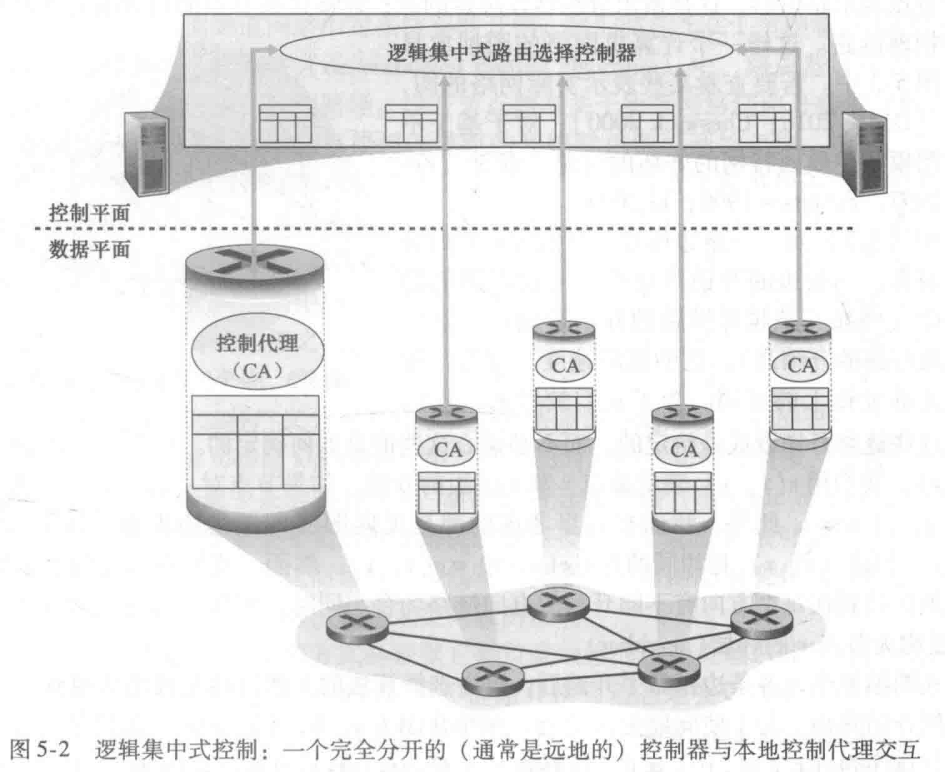 逻辑集中式路由选择控制器
控制平面
数据平面
控制代理
（CA）
CA
CA
CA
CA
图 5-2 逻辑集中式控制：一个完全分开的（通常是远地的）控制器与本地控制代理交互